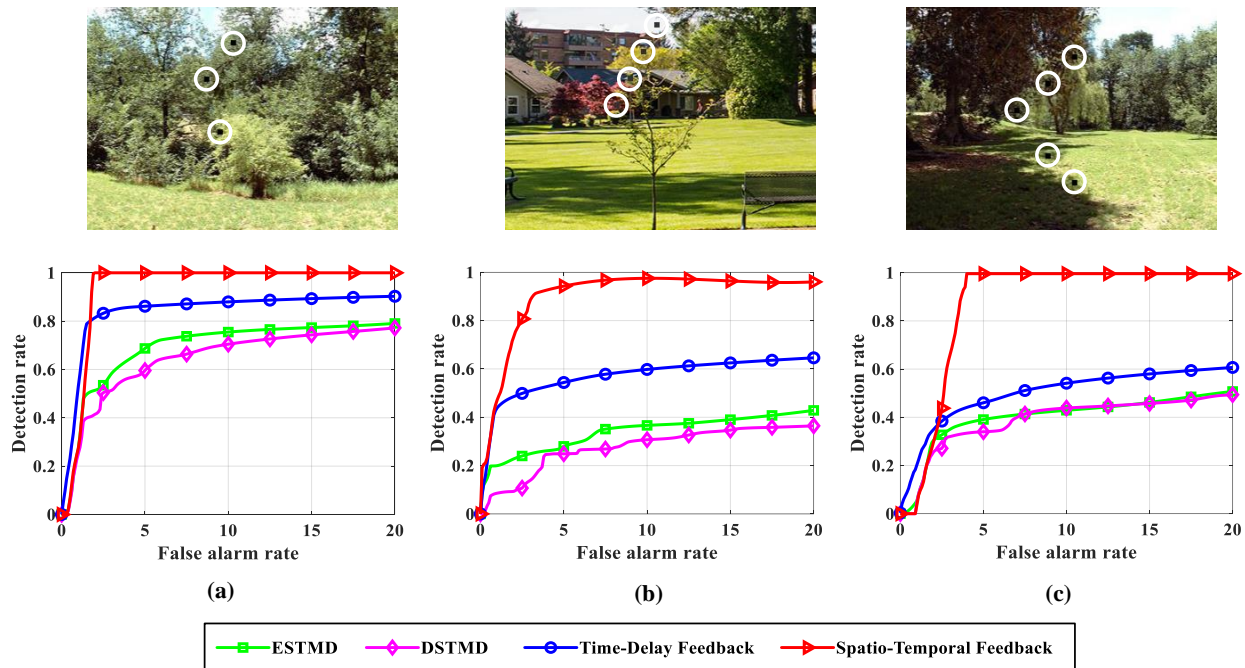 1
0.8
0.6
0.4
0.2
0
Detection rate
0 5 10 15 20
False alarm rate
(a)
1
0.8
0.6
0.4
0.2
0
Detection rate
0 5 10 15 20
False alarm rate
(b)
1
0.8
0.6
0.4
0.2
0
Detection rate
0 5 10 15 20
False alarm rate
(c)
ESTMD DSTMD Time-Delay Feedback Spatio-Temporal Feedback